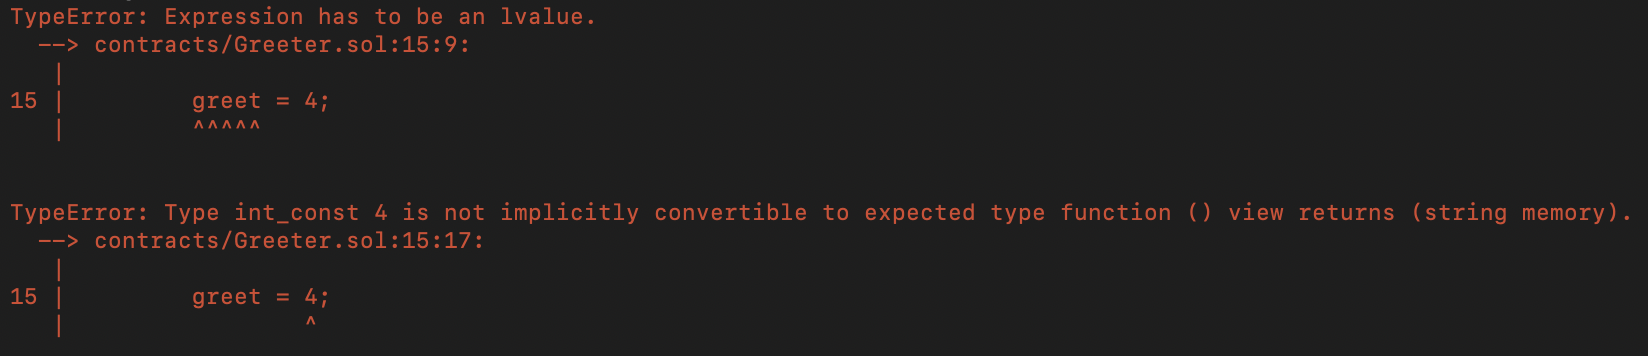 TypeError: Expression has to be an lvalue.
  --> contracts/Greeter.sol:15:9:
   |
15 |         greet = 4;
   |         ^^^^^

TypeError: Type int_const 4 is not implicitly convertible to expected type function () view returns (string memory).
  --> contracts/Greeter.sol:15:17:
   |
15 |         greet = 4;
   |                 ^